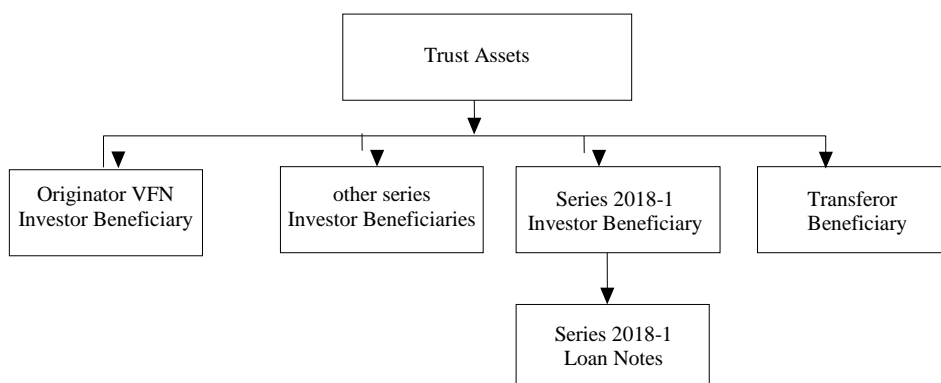 Trust Assets
Originator VFN
Investor Beneficiary
other series
Investor Beneficiaries
Series 2018-1
Investor Beneficiary
Transferor
Beneficiary
Series 2018-1
Loan Notes